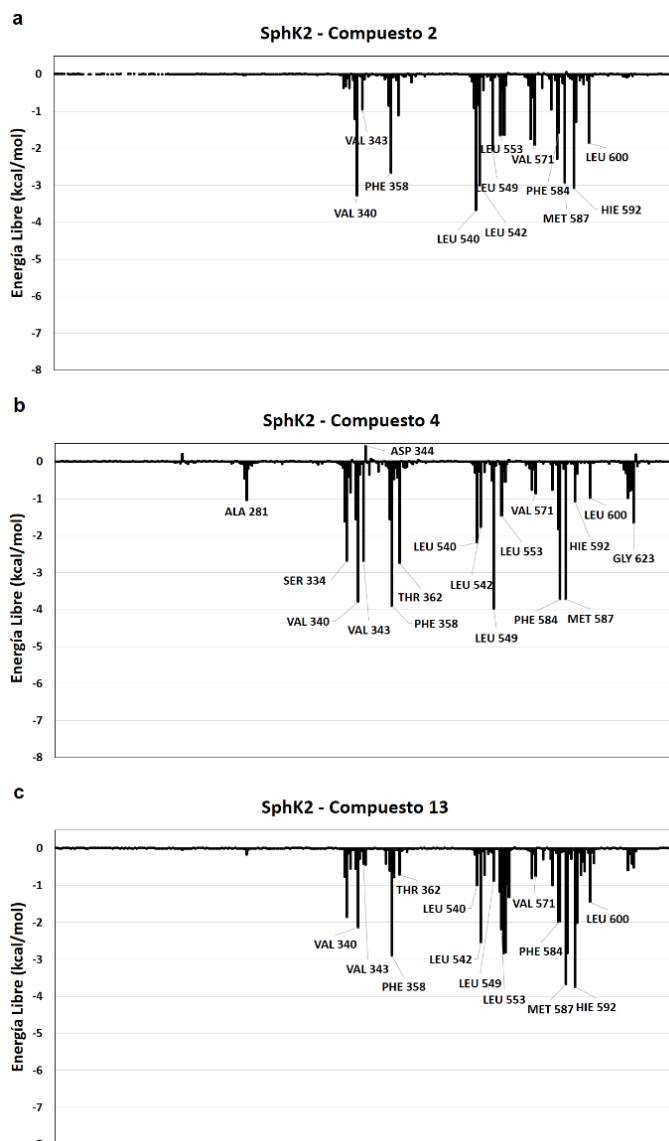 a
SphK2 - Compuesto 2
Energía Libre (kcal/mol)
0
-1
-2
-3
-4
-5
-6
-7
-8
VAL 343
LEU 553
VAL 571
LEU 600
PHE 358
LEU 549
PHE 584
VAL 340
MET 587
HIE 592
LEU 540
LEU 542
b
SphK2 - Compuesto 4
Energía Libre (kcal/mol)
0
-1
-2
-3
-4
-5
-6
-7
-8
ASP 344
ALA 281
VAL 571
LEU 600
LEU 540
LEU 553
HIE 592
GLY 623
SER 334
LEU 542
THR 362
VAL 340
VAL 343
PHE 358
PHE 584
MET 587
LEU 549
c
SphK2 - Compuesto 13
Energía Libre (kcal/mol)
0
-1
-2
-3
-4
-5
-6
-7
THR 362
LEU 540
VAL 571
LEU 600
VAL 340
VAL 343
LEU 542
PHE 584
PHE 358
LEU 549
LEU 553
MET 587
HIE 592